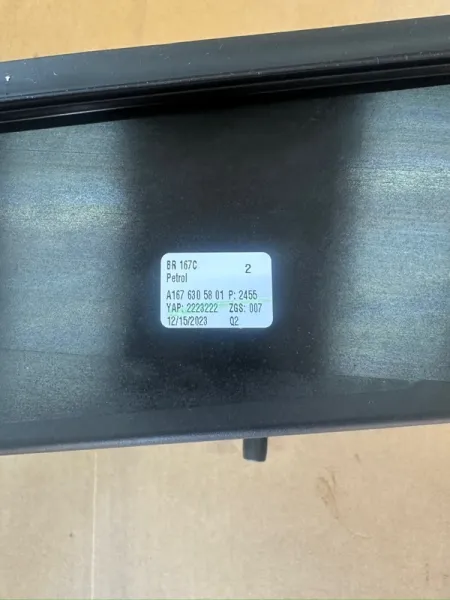 BR 167C 2
Petrol
A167 630 58 01 P: 2455
YAP: 2223222 ZGS: 007
12/15/2023 Q2